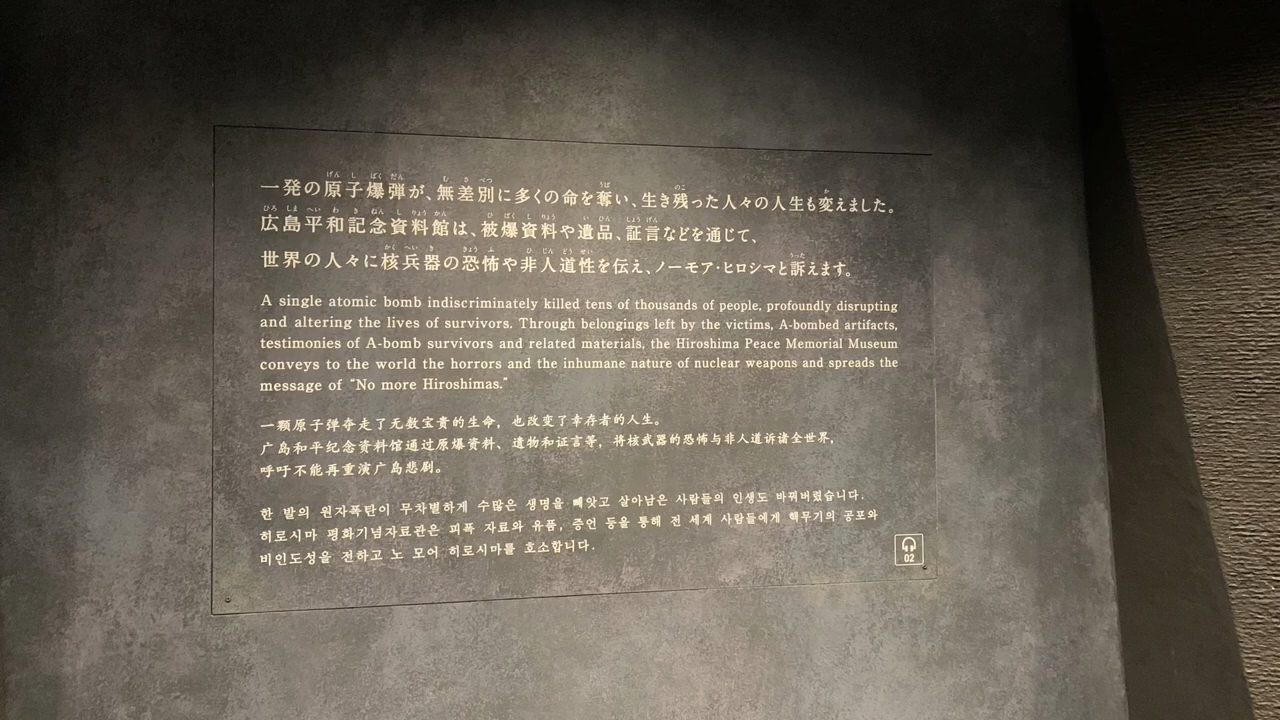 一発の原子爆弾が、無差別に多くの命を奪い、生き残った人々の人生も変えました。
広島平和記念資料館は、被爆資料や遺品、証言などを通じて、
世界の人々に核兵器の恐怖や非人道性を伝え、ノーモア・ヒロシマと訴えます。
A single atomic bomb indiscriminately killed tens of thousands of people, profoundly disrupting
and altering the lives of survivors. Through belongings left by the victims, A-bombed artifacts,
testimonies of A-bomb survivors and related materials, the Hiroshima Peace Memorial Museum
conveys to the world the horrors and the inhumane nature of nuclear weapons and spreads the
message of "No more Hiroshimas."
一颗原子弹夺走了无数宝贵的生命，也改变了幸存者的人生。
广岛和平纪念资料馆通过原爆资料、遗物和证言等，将核武器的恐怖与非人道诉诸全世界，
呼吁不能再重演广岛悲剧。
한 발의 원자폭탄이 무차별하게 수많은 생명을 빼앗고 살아남은 사람들의 인생도 바꿔버렸습니다.
히로시마 평화기념자료관은 피폭 자료와 유품, 증언 등을 통해 전 세계 사람들에게 핵무기의 공포와
비인도성을 전하고 노 모어 히로시마를 호소합니다.
02